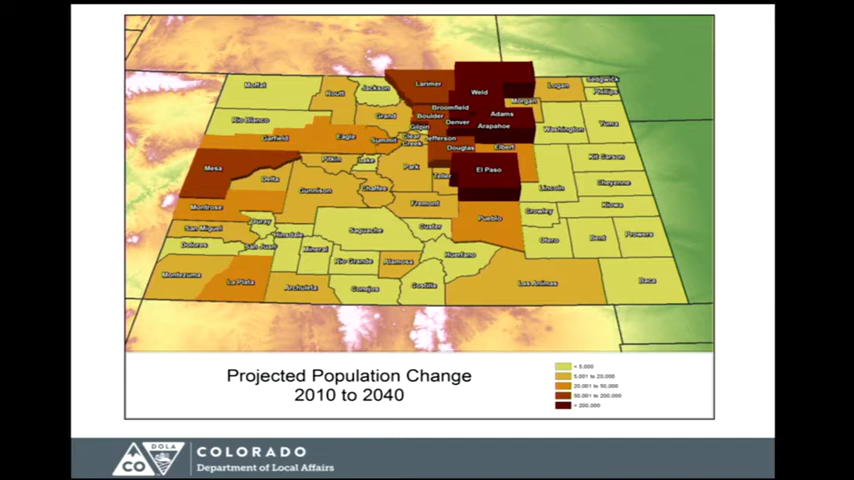 Moffat
Routt
Jackson
Larimer
Weld
Logan
Sedgwick
Phillips
Morgan
Rio Blanco
Grand
Broomfield
Boulder
Denver
Adams
Arapahoe
Gilpin
Clear
Creek
Jefferson
Washington
Yuma
Garfield
Eagle
Summit
Douglas
Elbert
Kit Carson
Mesa
Pitkin
Lake
Park
El Paso
Delta
Gunnison
Chaffee
Teller
Lincoln
Cheyenne
Montrose
Fremont
Pueblo
Crowley
Kiowa
San Miguel
Ouray
Hinsdale
Saguache
Custer
Dolores
San Juan
Mineral
Rio Grande
Alamosa
Huerfano
Otero
Bent
Prowers
Montezuma
La Plata
Archuleta
Conejos
Costilla
Las Animas
Baca
Projected Population Change
2010 to 2040
< 5,000
5,001 to 20,000
20,001 to 50,000
50,001 to 200,000
> 200,000
CO
DOLA
COLORADO
Department of Local Affairs